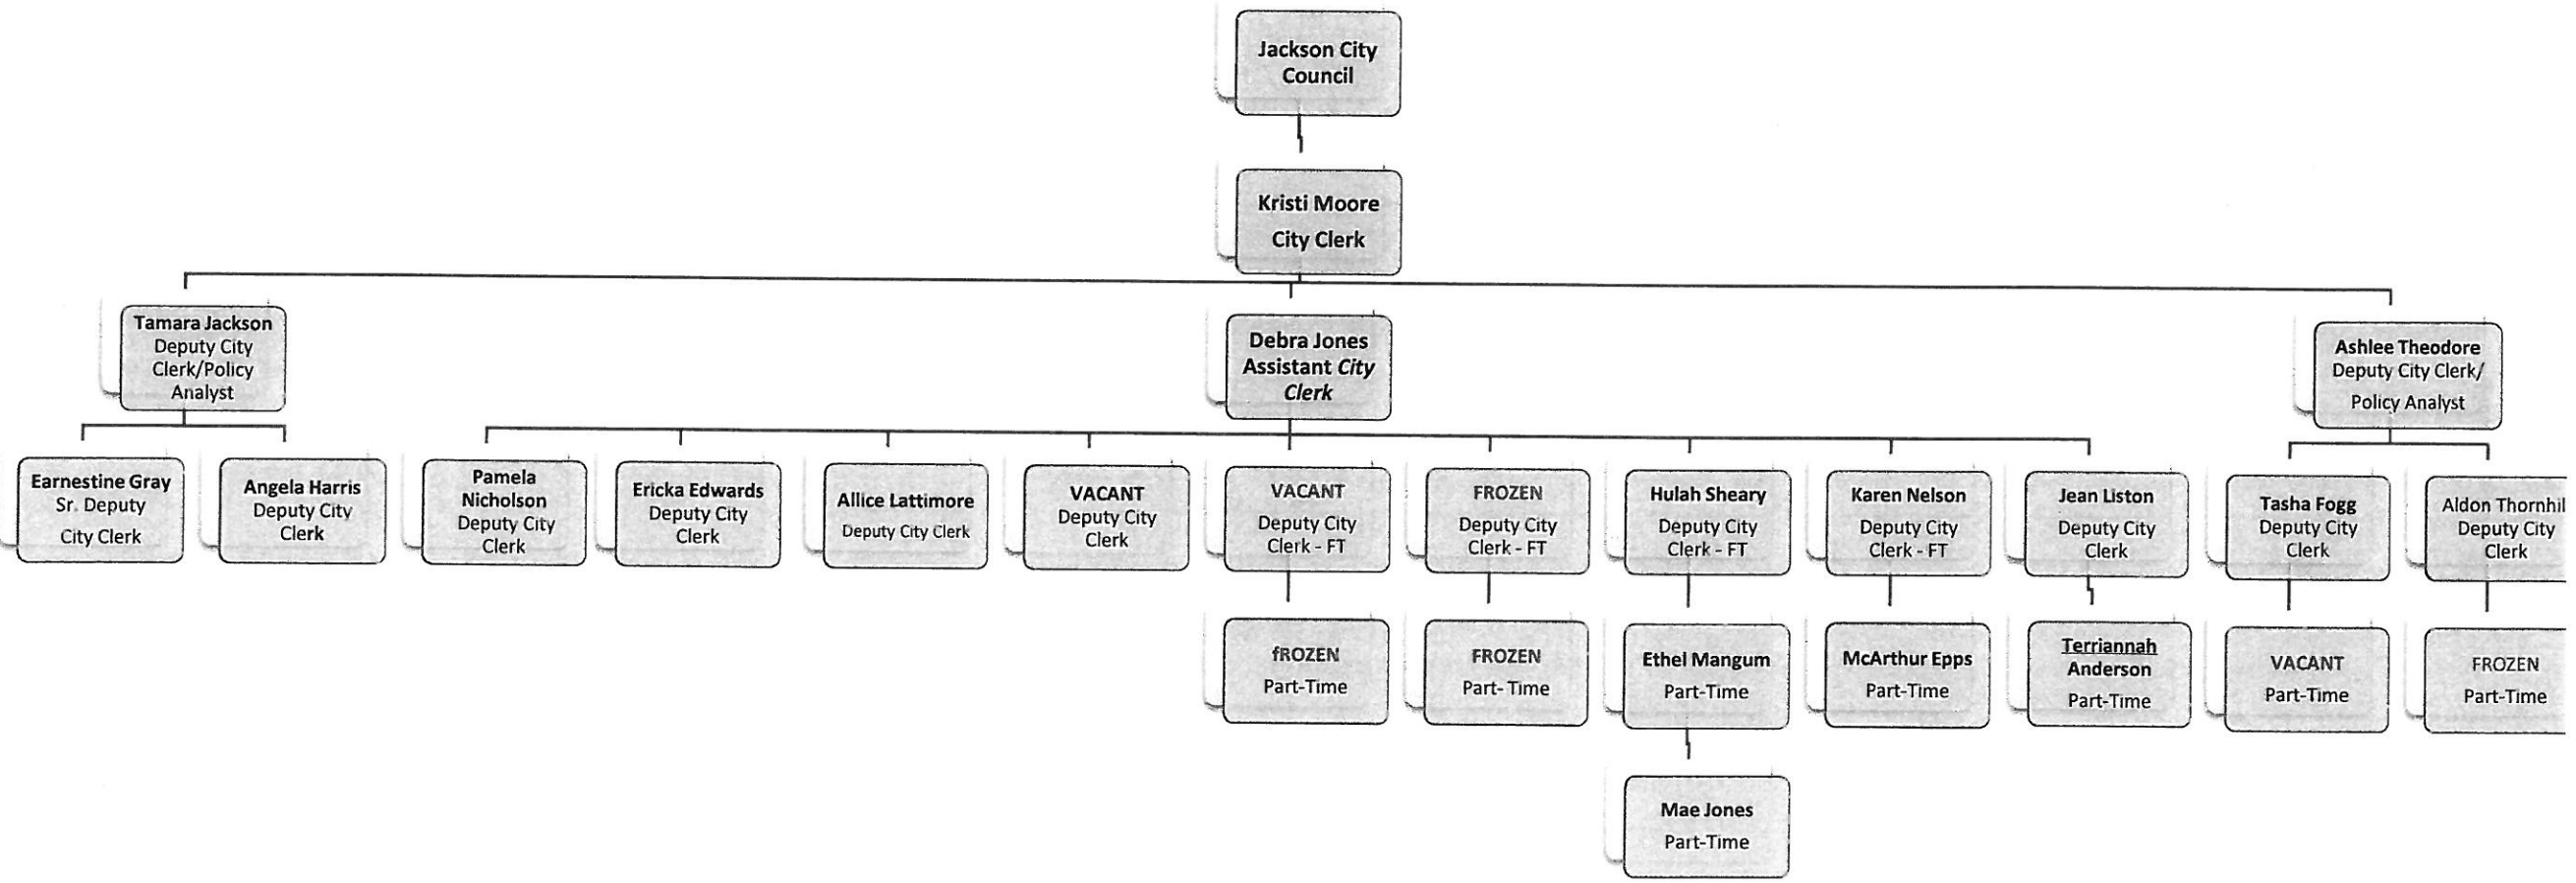 Jackson City
Council
Kristi Moore
City Clerk
Tamara Jackson
Deputy City
Clerk/Policy
Analyst
Debra Jones
Assistant City
Clerk
Ashlee Theodore
Deputy City Clerk/
Policy Analyst
Earnestine Gray
Sr. Deputy
City Clerk
Angela Harris
Deputy City
Clerk
Pamela
Nicholson
Deputy City
Clerk
Ericka Edwards
Deputy City
Clerk
Allice Lattimore
Deputy City Clerk
VACANT
Deputy City
Clerk
VACANT
Deputy City
Clerk - FT
FROZEN
Deputy City
Clerk - FT
Hulah Sheary
Deputy City
Clerk - FT
Karen Nelson
Deputy City
Clerk - FT
Jean Liston
Deputy City
Clerk
Tasha Fogg
Deputy City
Clerk
Aldon Thornhil
Deputy City
Clerk
fROZEN
Part-Time
FROZEN
Part- Time
Ethel Mangum
Part-Time
McArthur Epps
Part-Time
Terriannah
Anderson
Part-Time
VACANT
Part-Time
FROZEN
Part-Time
Mae Jones
Part-Time